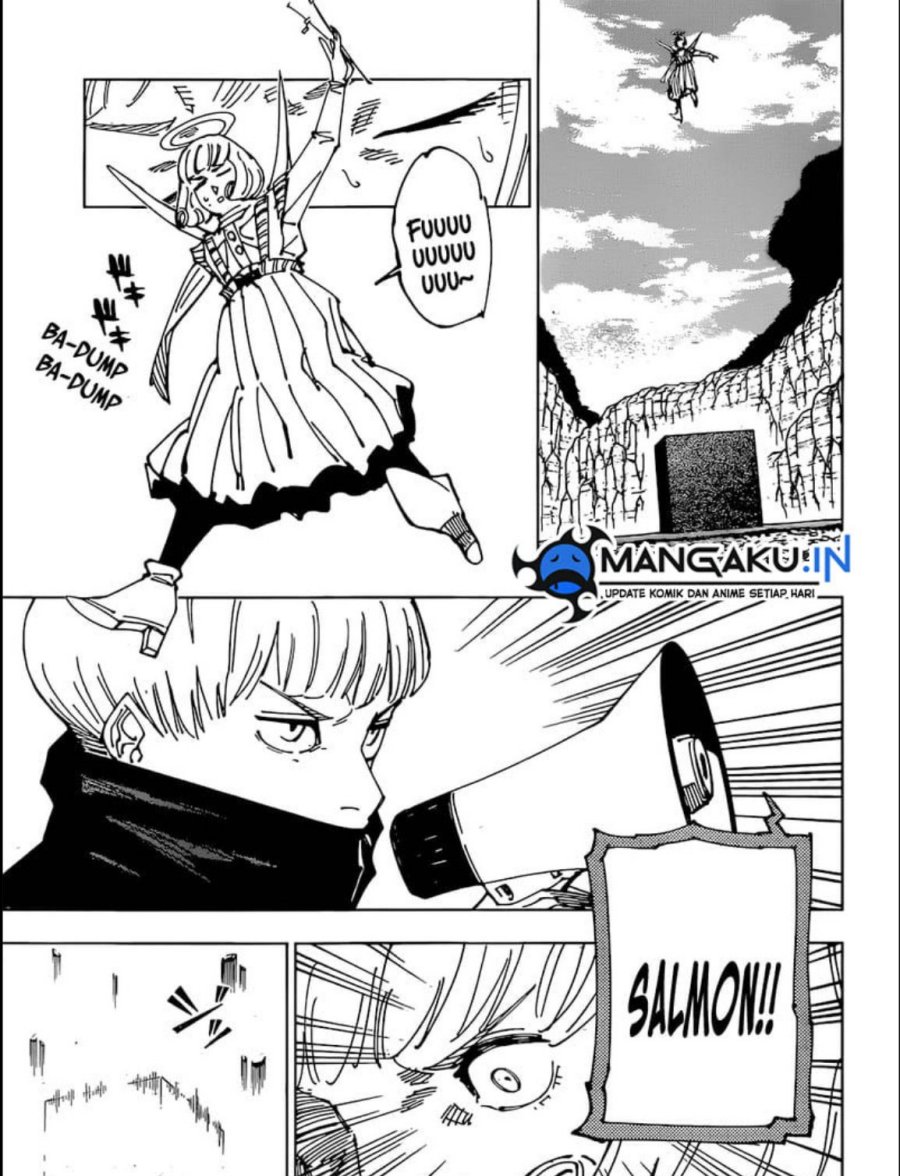 FUUUU
UUUUUU
UUU~
ドキ
ドキ
BA-DUMP
BA-DUMP
MANGAKU.IN
UPDATE KOMIK DAN ANIME SETIAP HARI
SALMON!!